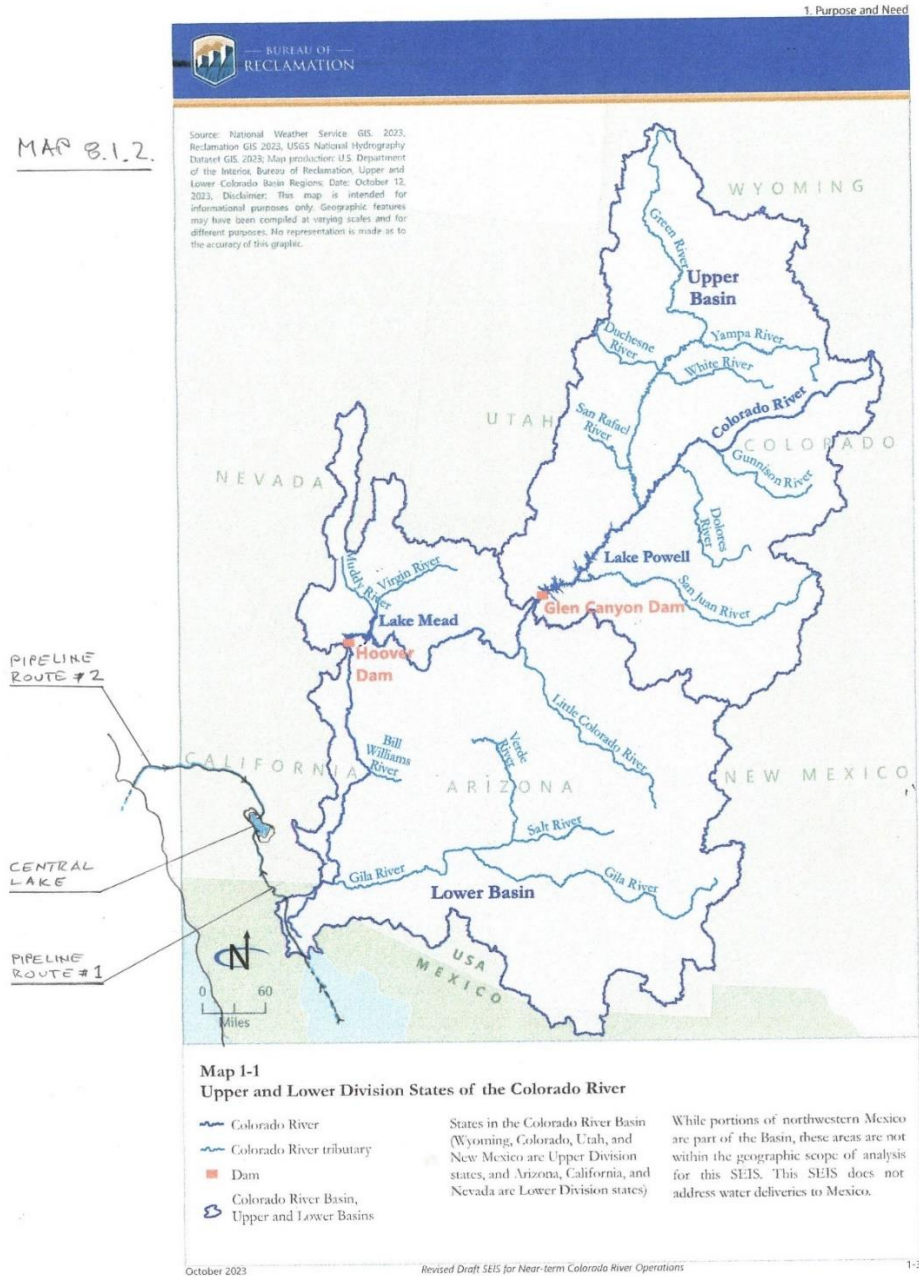 1. Purpose and Need
— BUREAU OF —
RECLAMATION
MAP 8.1.2.
Source: National Weather Service GIS. 2023,
Reclamation GIS 2023, USGS National Hydrography
Dataset GIS. 2023; Map production: U.S. Department
of the Interior, Bureau of Reclamation, Upper and
Lower Colorado Basin Regions; Date: October 12,
2023, Disclaimer: This map is intended for
informational purposes only. Geographic features
may have been compiled at varying scales and for
different purposes. No representation is made as to
the accuracy of this graphic.
WYOMING
Green River
Upper
Basin
Duchesne
River
Yampa River
White River
San Rafael
River
UTAH
Colorado River
COLORADO
Gunnison River
NEVADA
Dolores
River
Muddy River
Virgin River
Lake Powell
San Juan River
Glen Canyon Dam
Lake Mead
Hoover
Dam
PIPELINE
ROUTE #2
Little Colorado River
Bill
Williams
River
Verde
River
CALIFORNIA
ARIZONA
NEW MEXICO
Salt River
CENTRAL
LAKE
Gila River
Gila River
Lower Basin
PIPELINE
ROUTE #1
N
USA
MEXICO
0 60
Miles
Map 1-1
Upper and Lower Division States of the Colorado River
Colorado River
Colorado River tributary
Dam
Colorado River Basin,
Upper and Lower Basins
States in the Colorado River Basin
(Wyoming, Colorado, Utah, and
New Mexico are Upper Division
states, and Arizona, California, and
Nevada are Lower Division states)
While portions of northwestern Mexico
are part of the Basin, these areas are not
within the geographic scope of analysis
for this SEIS. This SEIS does not
address water deliveries to Mexico.
October 2023
Revised Draft SEIS for Near-term Colorado River Operations